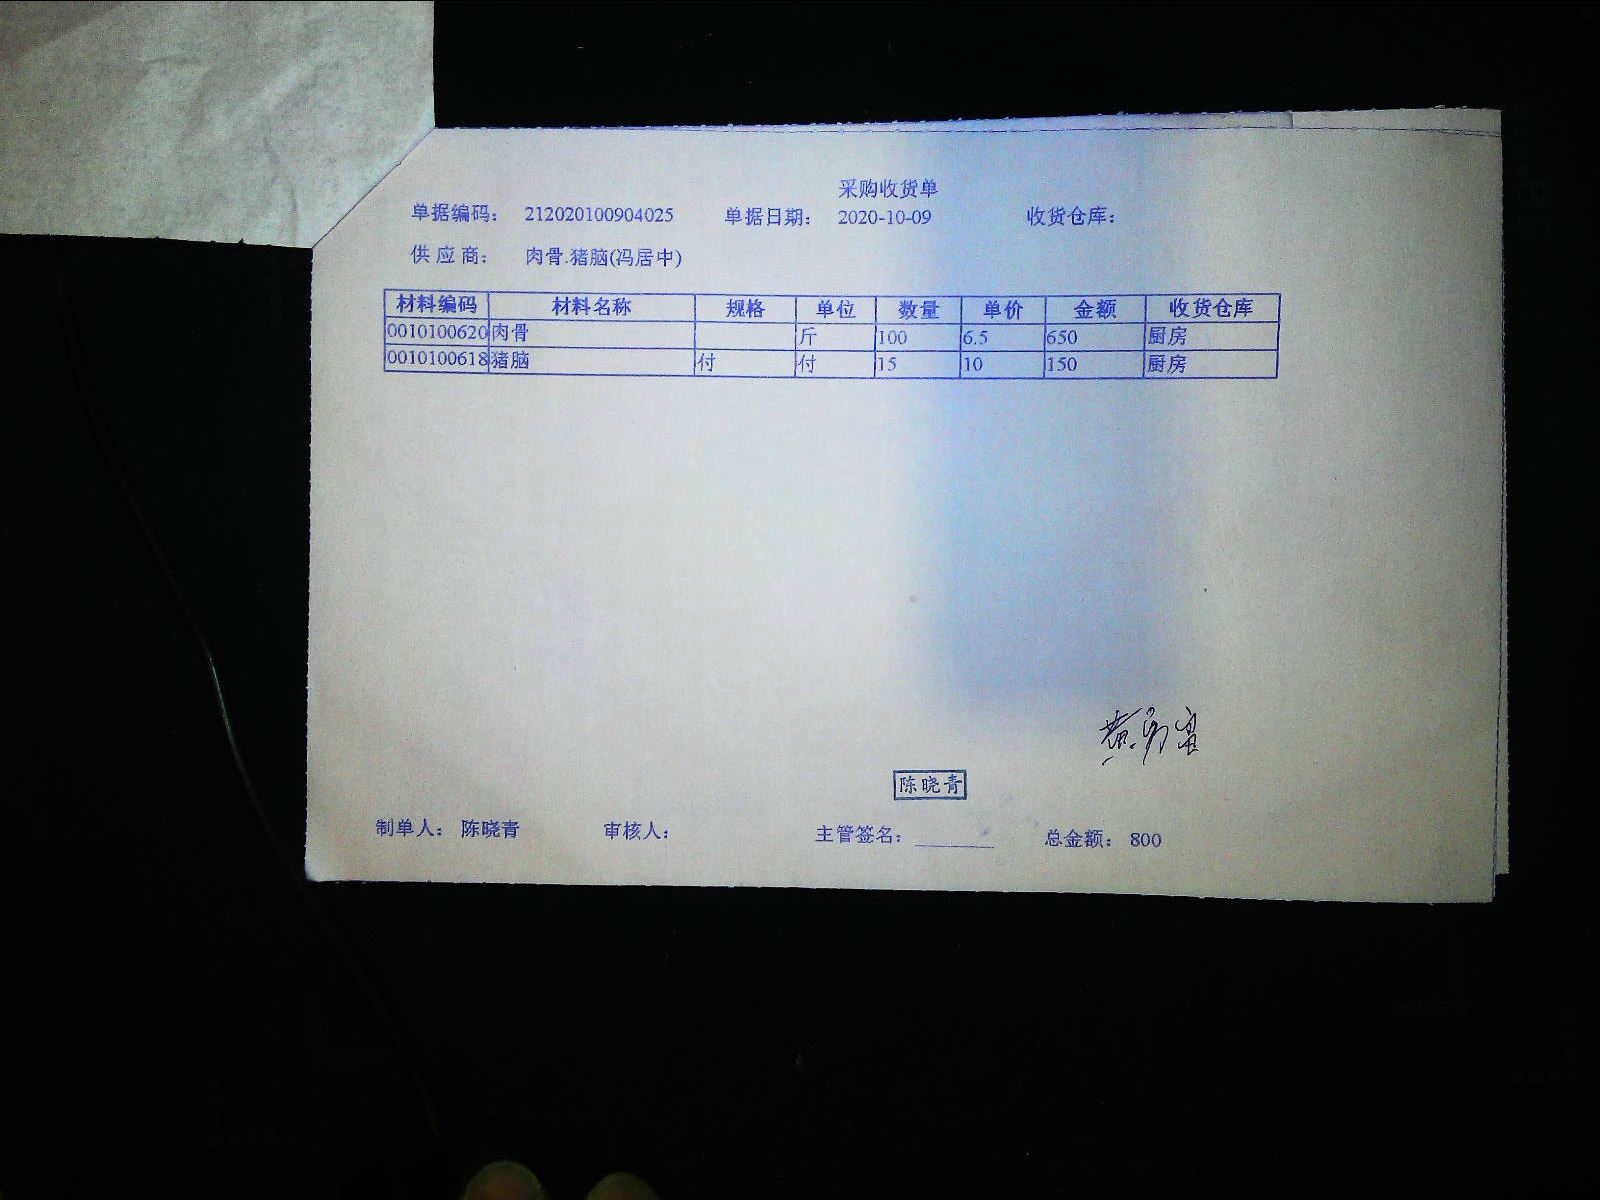 采购收货单
单据编码： 212020100904025 单据日期： 2020-10-09 收货仓库：
供应商： 肉骨.猪脑(冯居中)
材料编码 材料名称 规格 单位 数量 单价 金额 收货仓库
0010100620 肉骨 斤 100 6.5 650 厨房
0010100618 猪脑 付 付 15 10 150 厨房
陈晓青
制单人： 陈晓青 审核人： 主管签名： 总金额： 800